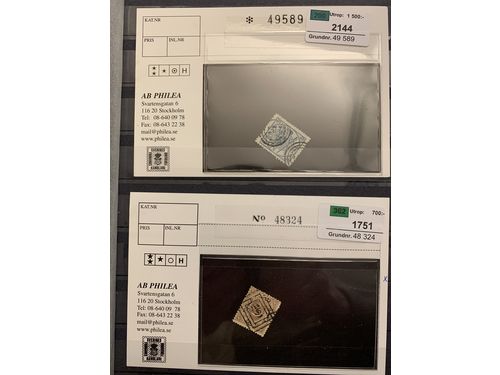 KAT.NR
PRIS INL.NR
* 49589
206 Utrop: 1 500:-
2144
Grundnr. 49 589
H
AB PHILEA
Svartensgatan 6
116 20 Stockholm
Tel: 08-640 09 78
Fax: 08-643 22 38
mail@philea.se
www.philea.se
KAT.NR
PRIS INL.NR
No 48324
362 Utrop: 700:-
1751
Grundnr. 48 324
H
AB PHILEA
Svartensgatan 6
116 20 Stockholm
Tel: 08-640 09 78
Fax: 08-643 22 38
mail@philea.se
www.philea.se